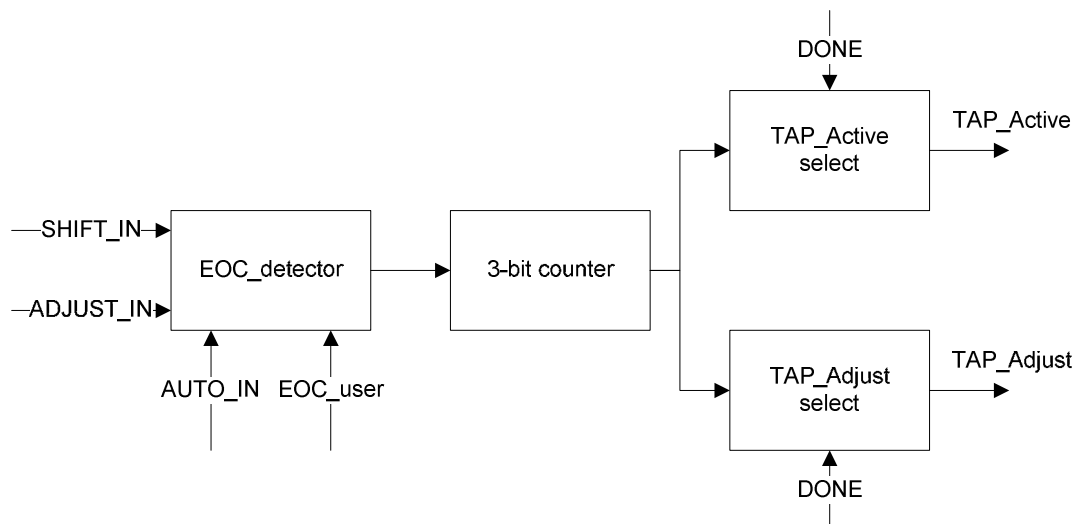 DONE
TAP_Active
select
TAP_Active
SHIFT_IN
EOC_detector
3-bit counter
ADJUST_IN
AUTO_IN
EOC_user
TAP_Adjust
select
TAP_Adjust
DONE